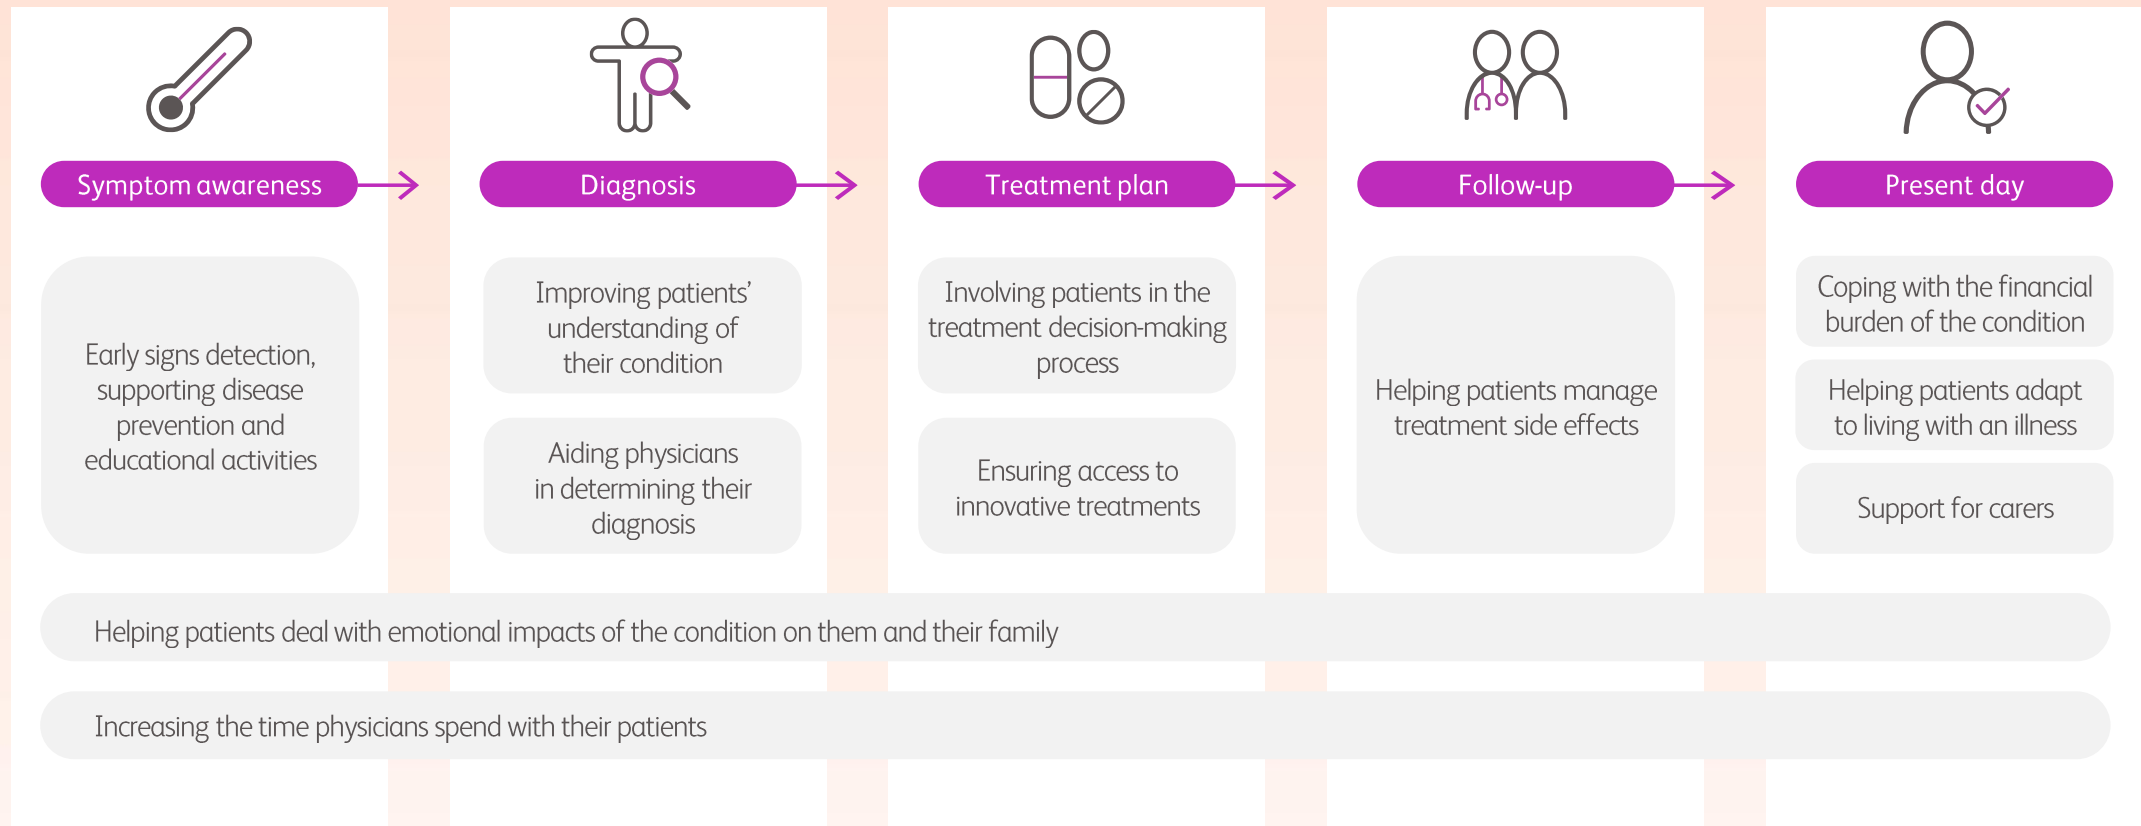 Symptom awareness
Diagnosis
Treatment plan
Follow-up
Present day
Early signs detection,
supporting disease
prevention and
educational activities
Improving patients’
understanding of
their condition
Aiding physicians
in determining their
diagnosis
Involving patients in the
treatment decision-making
process
Ensuring access to
innovative treatments
Helping patients manage
treatment side effects
Coping with the financial
burden of the condition
Helping patients adapt
to living with an illness
Support for carers
Helping patients deal with emotional impacts of the condition on them and their family
Increasing the time physicians spend with their patients